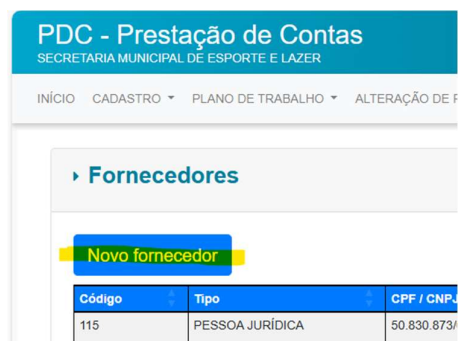 PDC - Prestação de Contas
SECRETARIA MUNICIPAL DE ESPORTE E LAZER
INÍCIO CADASTRO PLANO DE TRABALHO ALTERAÇÃO DE
Fornecedores
Novo fornecedor
Código Tipo CPF / CNPJ
115 PESSOA JURÍDICA 50.830.873/